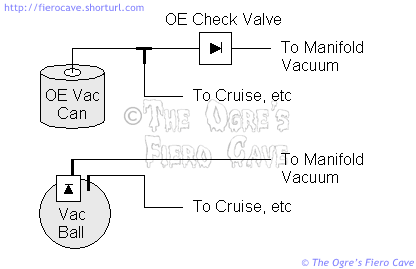 http://fierocave.shorturl.com/
OE Check Valve
To Manifold
Vacuum
OE Vac
Can
To Cruise, etc
©The Ogre's
Fiero Cave
To Manifold
Vacuum
Vac
Ball
To Cruise, etc
© The Ogre's Fiero Cave